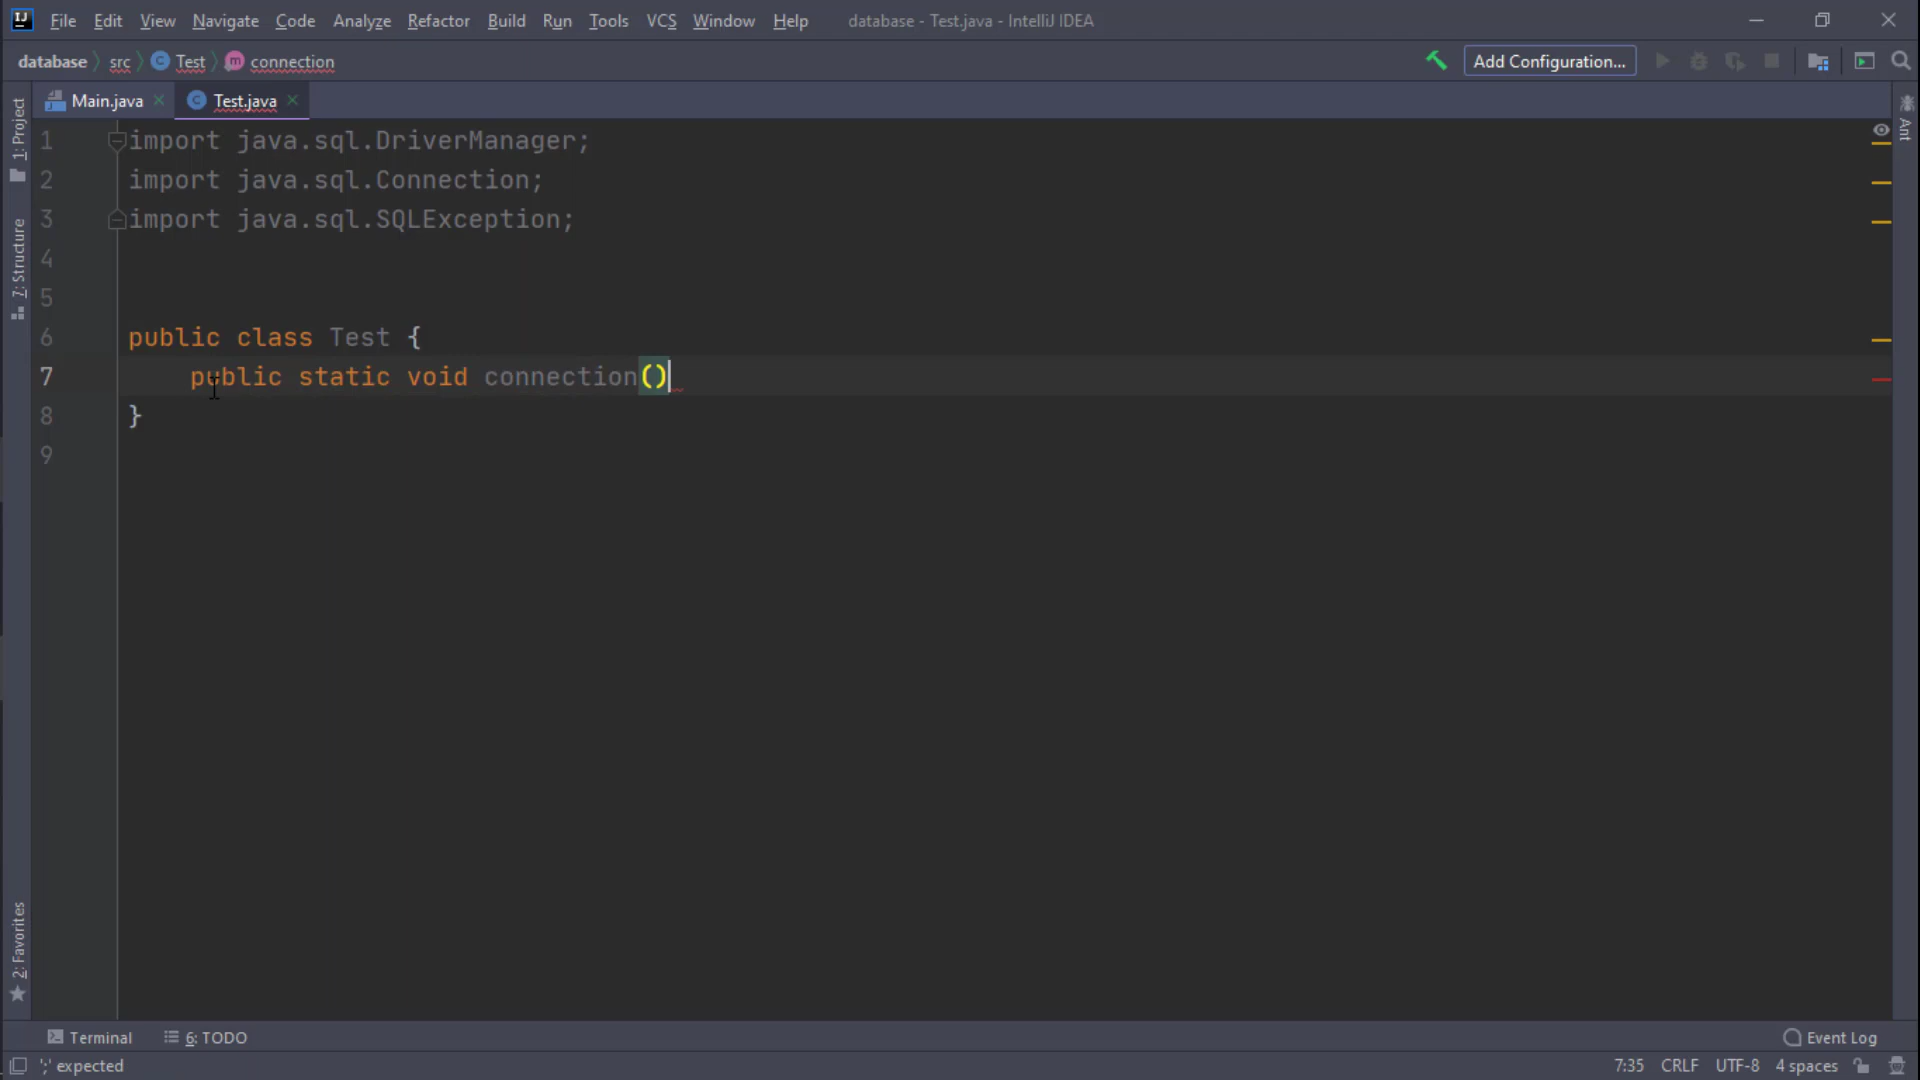 IJ File Edit View Navigate Code Analyze Refactor Build Run Tools VCS Window Help database - Test.java - IntelliJ IDEA
database src C Test m connection Add Configuration...
Main.java C Test.java
1: Project
7: Structure
2: Favorites
Ant
1 import java.sql.DriverManager;
2 import java.sql.Connection;
3 import java.sql.SQLException;
4
5
6 public class Test {
7 public static void connection()
8 }
9
Terminal 6: TODO Event Log
';' expected 7:35 CRLF UTF-8 4 spaces